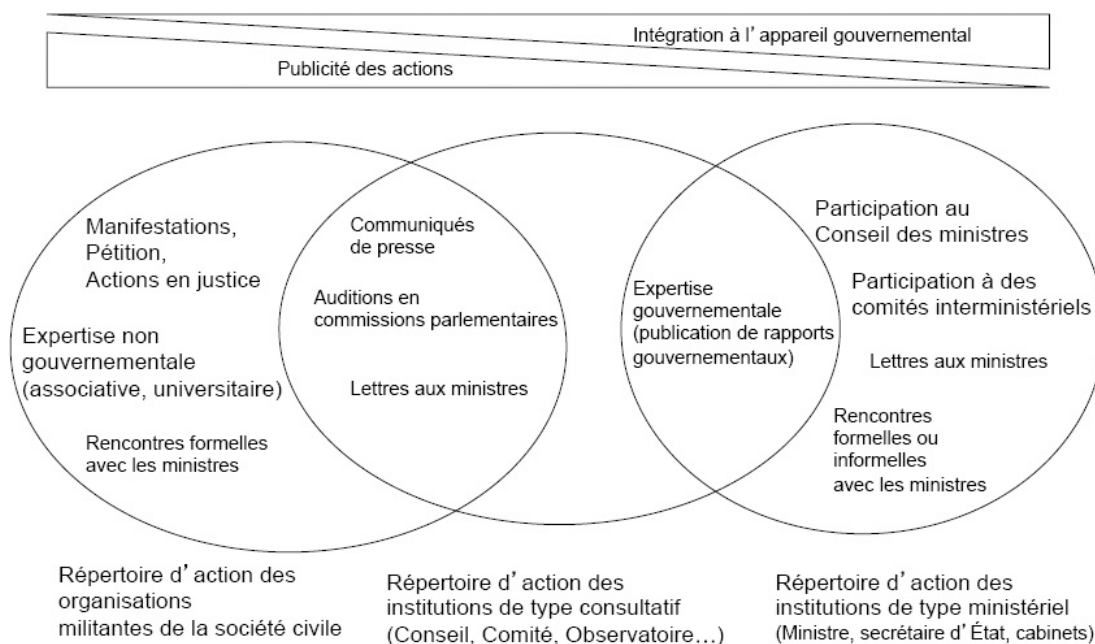 Intégration à l'appareil gouvernemental
Publicité des actions
Manifestations,
Pétition,
Actions en justice
Expertise non
gouvernementale
(associative, universitaire)
Rencontres formelles
avec les ministres
Communiqués
de presse
Auditions en
commissions parlementaires
Lettres aux ministres
Expertise
gouvernementale
(publication de rapports
gouvernementaux)
Participation au
Conseil des ministres
Participation à des
comités interministériels
Lettres aux ministres
Rencontres
formelles ou
informelles
avec les ministres
Répertoire d'action des
organisations
militantes de la société civile
Répertoire d'action des
institutions de type consultatif
(Conseil, Comité, Observatoire…)
Répertoire d'action des
institutions de type ministériel
(Ministre, secrétaire d'État, cabinets)